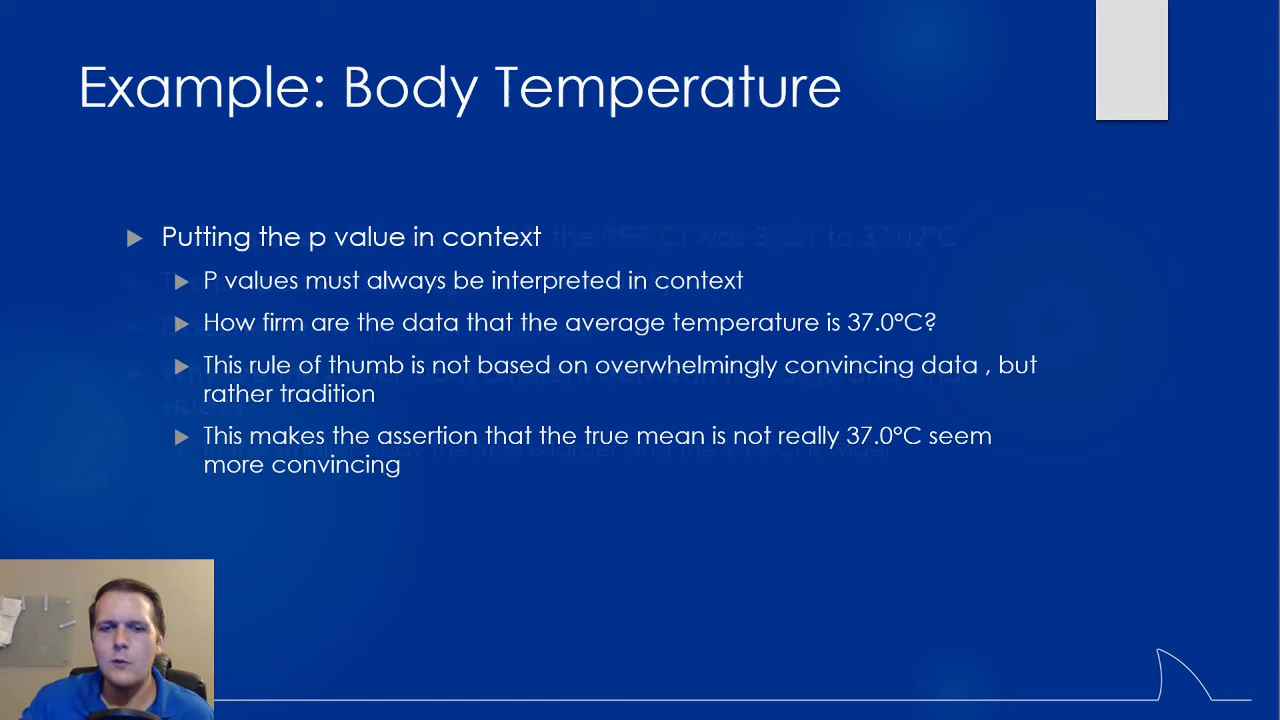 Example: Body Temperature
Putting the p value in context
P values must always be interpreted in context
How firm are the data that the average temperature is 37.0°C?
This rule of thumb is not based on overwhelmingly convincing data , but
rather tradition
This makes the assertion that the true mean is not really 37.0°C seem
more convincing